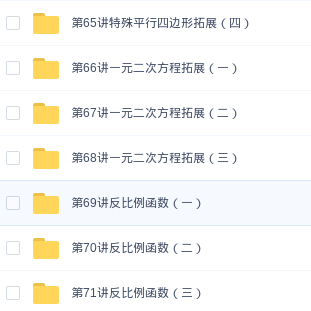 第65讲特殊平行四边形拓展（四）
第66讲一元二次方程拓展（一）
第67讲一元二次方程拓展（二）
第68讲一元二次方程拓展（三）
第69讲反比例函数（一）
第70讲反比例函数（二）
第71讲反比例函数（三）